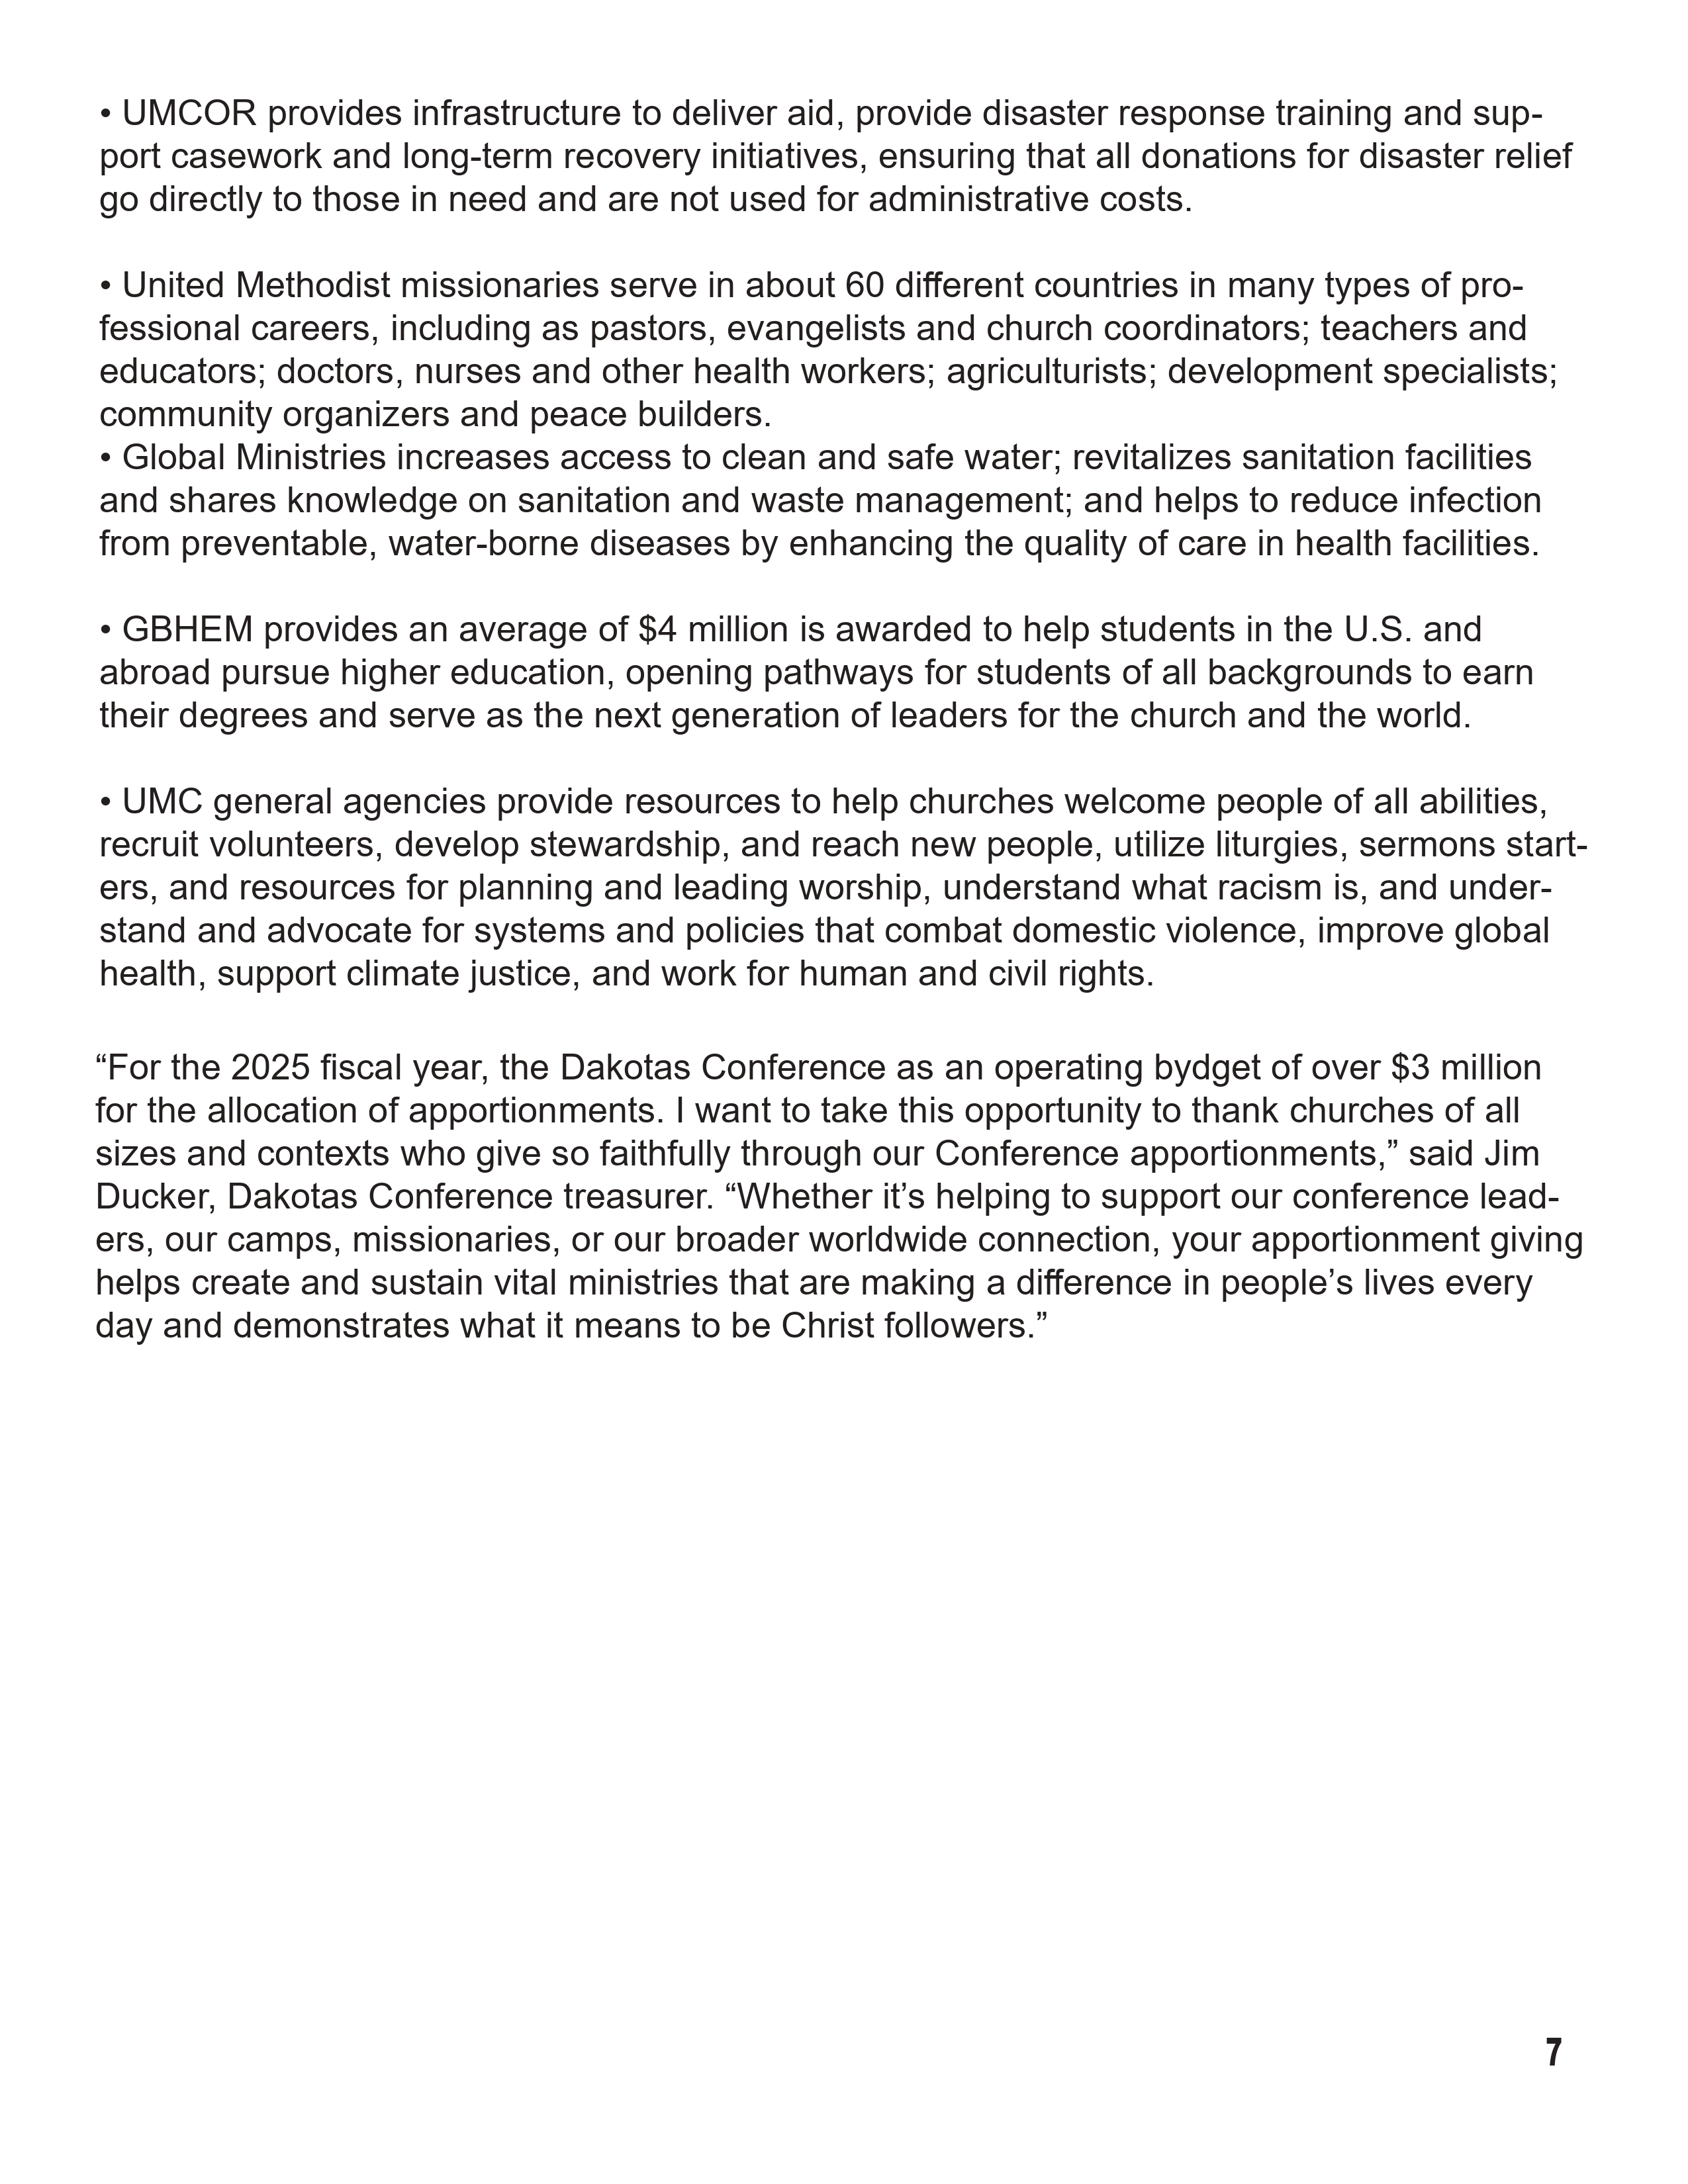 • UMCOR provides infrastructure to deliver aid, provide disaster response training and sup-
port casework and long-term recovery initiatives, ensuring that all donations for disaster relief
go directly to those in need and are not used for administrative costs.
• United Methodist missionaries serve in about 60 different countries in many types of pro-
fessional careers, including as pastors, evangelists and church coordinators; teachers and
educators; doctors, nurses and other health workers; agriculturists; development specialists;
community organizers and peace builders.
• Global Ministries increases access to clean and safe water; revitalizes sanitation facilities
and shares knowledge on sanitation and waste management; and helps to reduce infection
from preventable, water-borne diseases by enhancing the quality of care in health facilities.
• GBHEM provides an average of $4 million is awarded to help students in the U.S. and
abroad pursue higher education, opening pathways for students of all backgrounds to earn
their degrees and serve as the next generation of leaders for the church and the world.
• UMC general agencies provide resources to help churches welcome people of all abilities,
recruit volunteers, develop stewardship, and reach new people, utilize liturgies, sermons start-
ers, and resources for planning and leading worship, understand what racism is, and under-
stand and advocate for systems and policies that combat domestic violence, improve global
health, support climate justice, and work for human and civil rights.
“For the 2025 fiscal year, the Dakotas Conference as an operating bydget of over $3 million
for the allocation of apportionments. I want to take this opportunity to thank churches of all
sizes and contexts who give so faithfully through our Conference apportionments,” said Jim
Ducker, Dakotas Conference treasurer. “Whether it’s helping to support our conference lead-
ers, our camps, missionaries, or our broader worldwide connection, your apportionment giving
helps create and sustain vital ministries that are making a difference in people’s lives every
day and demonstrates what it means to be Christ followers.”
7